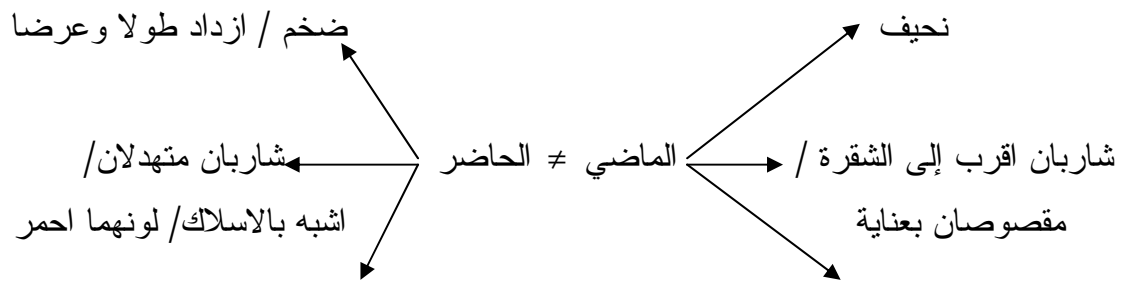 نحيف ضخم / ازداد طولا وعرضا
شاربان اقرب إلى الشقرة / الماضي ≠ الحاضر شاربان متهدلان/
مقصوصان بعناية اشبه بالاسلاك/ لونهما احمر